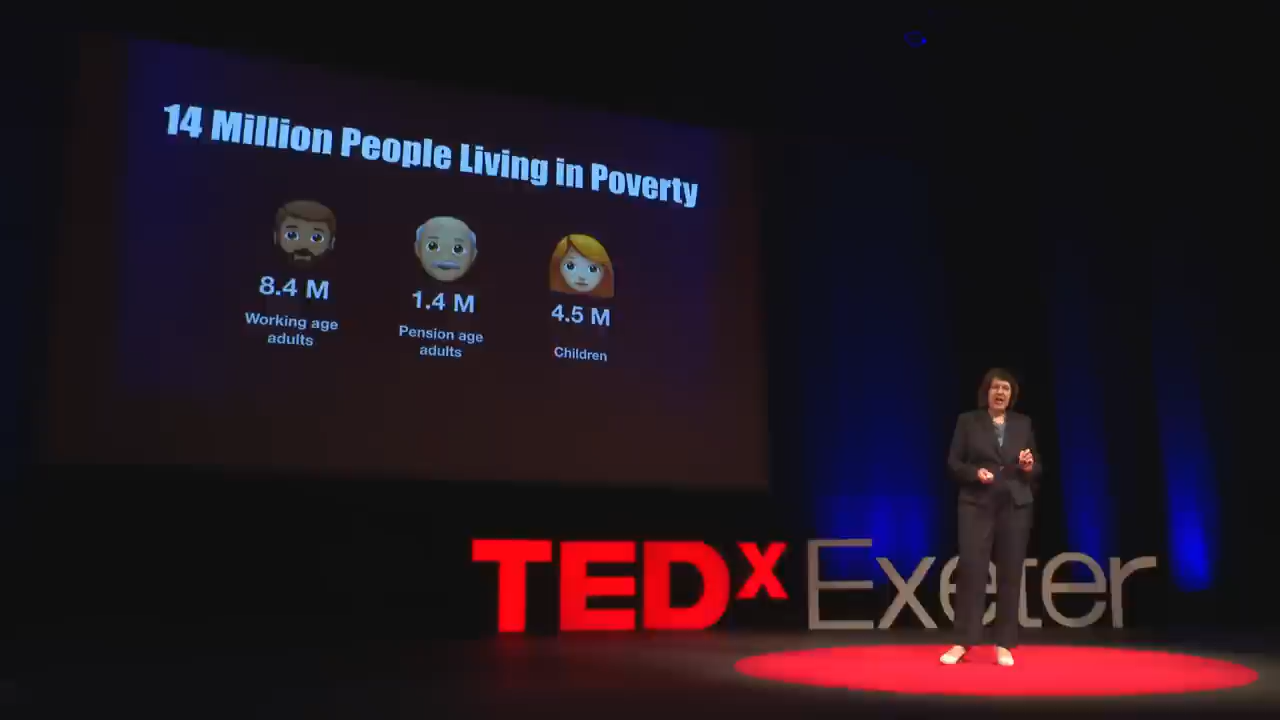 14 Million People Living in Poverty
8.4 M
Working age
adults
1.4 M
Pension age
adults
4.5 M
Children
TEDx Exeter